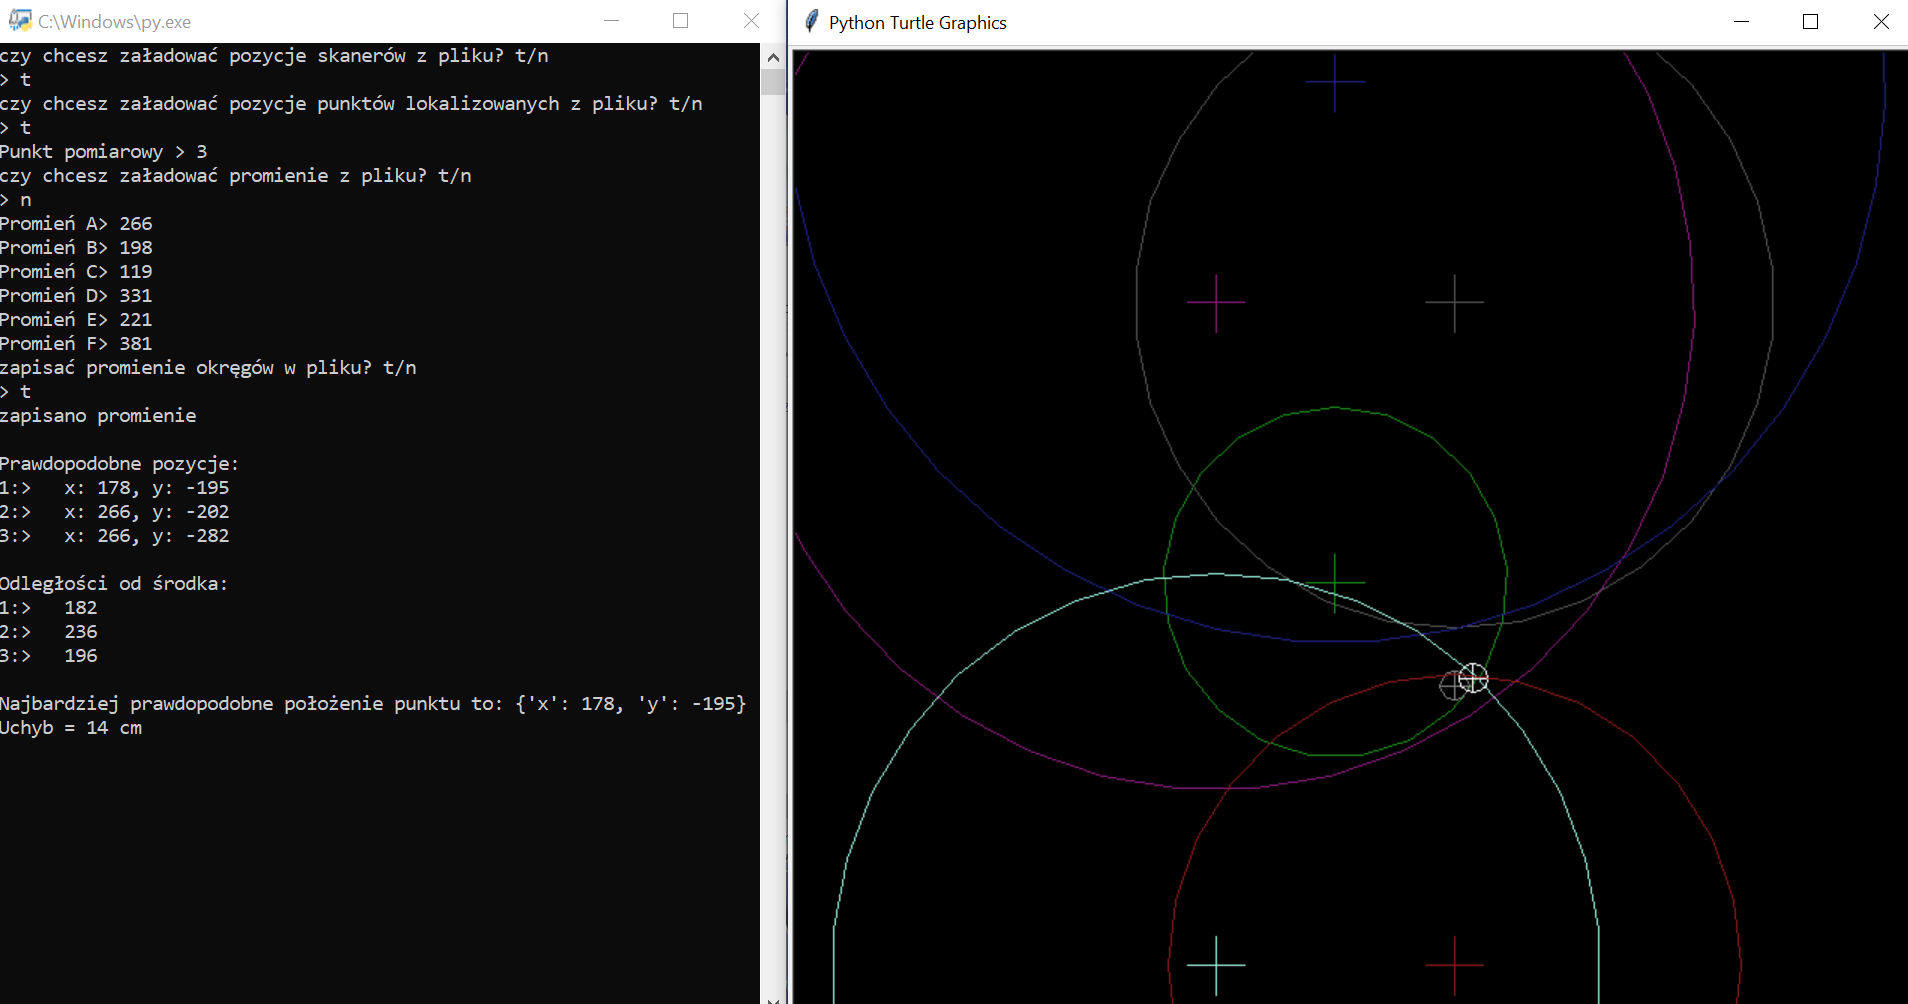 C:\Windows\py.exe
czy chcesz załadować pozycje skanerów z pliku? t/n
> t
czy chcesz załadować pozycje punktów lokalizowanych z pliku? t/n
> t
Punkt pomiarowy > 3
czy chcesz załadować promienie z pliku? t/n
> n
Promień A> 266
Promień B> 198
Promień C> 119
Promień D> 331
Promień E> 221
Promień F> 381
zapisać promienie okręgów w pliku? t/n
> t
zapisano promienie
Prawdopodobne pozycje:
1:>   x: 178, y: -195
2:>   x: 266, y: -202
3:>   x: 266, y: -282
Odległości od środka:
1:>   182
2:>   236
3:>   196
Najbardziej prawdopodobne położenie punktu to: {'x': 178, 'y': -195}
Uchyb = 14 cm
Python Turtle Graphics